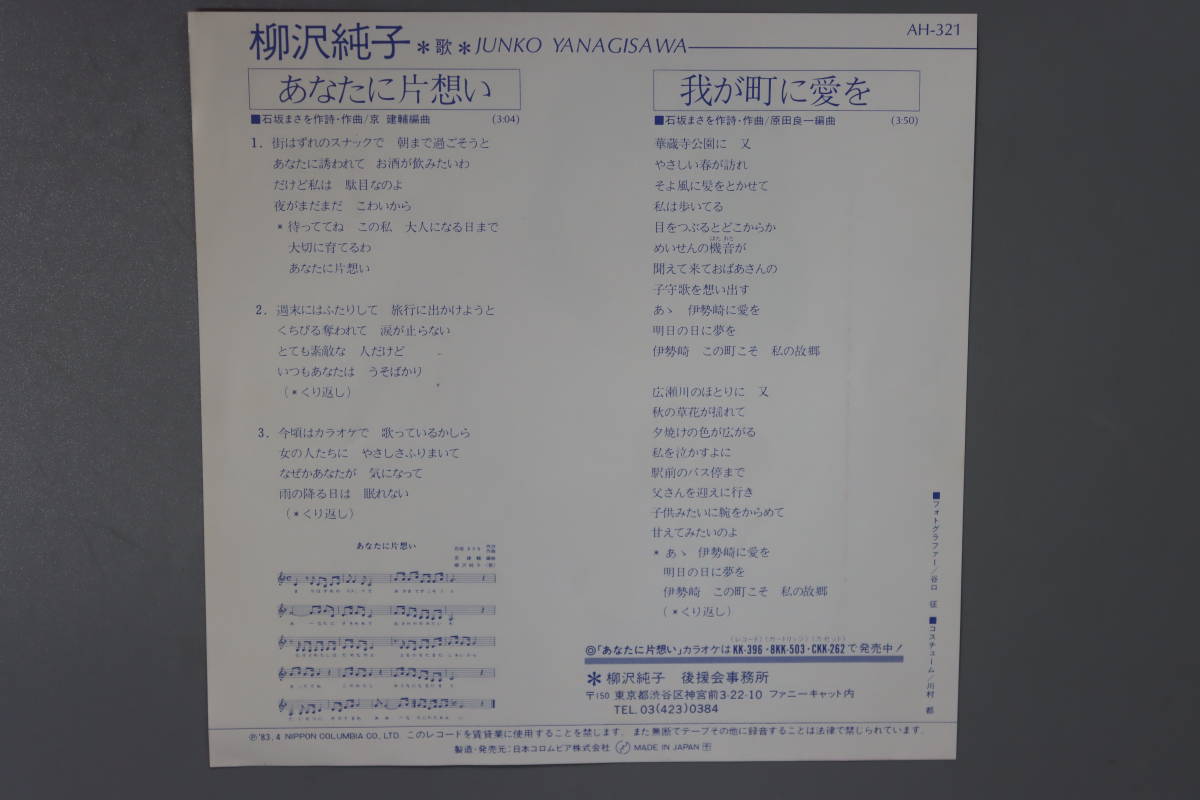 柳沢純子 *歌* JUNKO YANAGISAWA
AH-321
あなたに片想い
■石坂まさを作詩・作曲/京 建輔編曲 (3:04)
1. 街はずれのスナックで 朝まで過ごそうと
あなたに誘われて お酒が飲みたいわ
だけど私は 駄目なのよ
夜がまだまだ こわいから
* 待っててね この私 大人になる日まで
大切に育てるわ
あなたに片想い
2. 週末にはふたりして 旅行に出かけようと
くちびる奪われて 涙が止らない
とても素敵な 人だけど
いつもあなたは うそばかり
(*くり返し)
3. 今頃はカラオケで 歌っているかしら
女の人たちに やさしさふりまいて
なぜかあなたが 気になって
雨の降る日は 眠れない
(*くり返し)
あなたに片想い
我が町に愛を
■石坂まさを作詩・作曲/原田良一編曲 (3:50)
華蔵寺公園に 又
やさしい春が訪れ
そよ風に髪をとかせて
私は歩いてる
目をつぶるとどこからか
めいせんの機音が
聞えて来ておばあさんの
子守歌を想い出す
あゝ 伊勢崎に愛を
明日の日に夢を
伊勢崎 この町こそ 私の故郷
広瀬川のほとりに 又
秋の草花が揺れて
夕焼けの色が広がる
私を泣かすよに
駅前のバス停まで
父さんを迎えに行き
子供みたいに腕をからめて
甘えてみたいのよ
* あゝ 伊勢崎に愛を
明日の日に夢を
伊勢崎 この町こそ 私の故郷
(*くり返し)
■フォトグラファー/谷口 征 ■コスチューム/川村 都
(レコード)(カートリッジ)(カセット)
◎「あなたに片想い」カラオケはKK-396・8KK-503・CKK-262で発売中!
*柳沢純子 後援会事務所
〒150 東京都渋谷区神宮前3-22-10 ファニーキャット内
TEL. 03(423)0384
Ⓟ'83.4 NIPPON COLUMBIA CO., LTD. このレコードを賃貸業に使用することを禁じます. また無断でテープその他に録音することは法律で禁じられています.
製造・発売元:日本コロムビア株式会社 MADE IN JAPAN